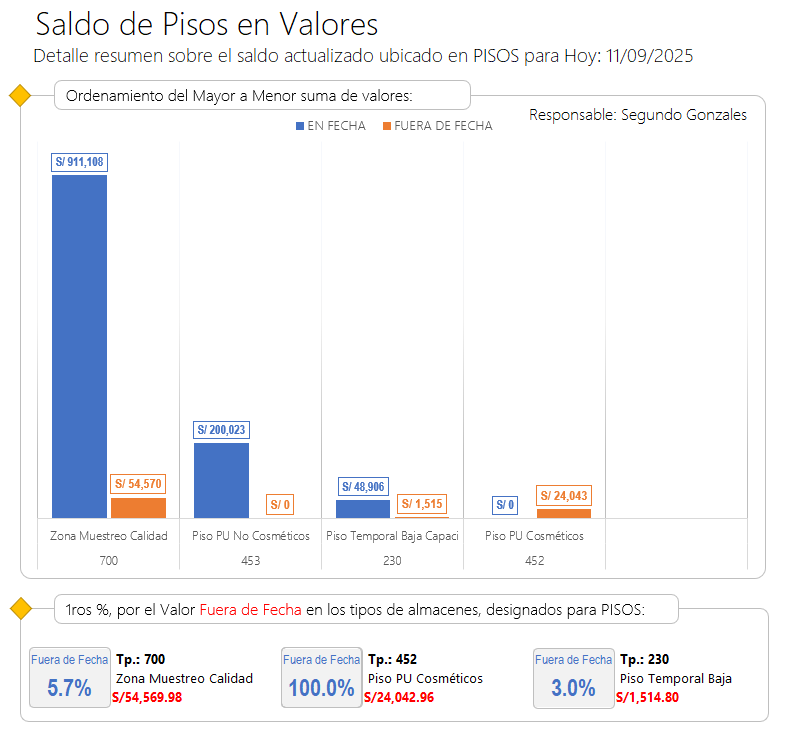 Saldo de Pisos en Valores
Detalle resumen sobre el saldo actualizado ubicado en PISOS para Hoy: 11/09/2025
Ordenamiento del Mayor a Menor suma de valores:
Responsable: Segundo Gonzales
EN FECHA FUERA DE FECHA
S/ 911,108
S/ 54,570
S/ 200,023
S/ 0
S/ 48,906
S/ 1,515
S/ 0
S/ 24,043
Zona Muestreo Calidad Piso PU No Cosméticos Piso Temporal Baja Capaci Piso PU Cosméticos
700 453 230 452
1ros %, por el Valor Fuera de Fecha en los tipos de almacenes, designados para PISOS:
Fuera de Fecha
5.7%
Tp.: 700
Zona Muestreo Calidad
S/54,569.98
Fuera de Fecha
100.0%
Tp.: 452
Piso PU Cosméticos
S/24,042.96
Fuera de Fecha
3.0%
Tp.: 230
Piso Temporal Baja
S/1,514.80